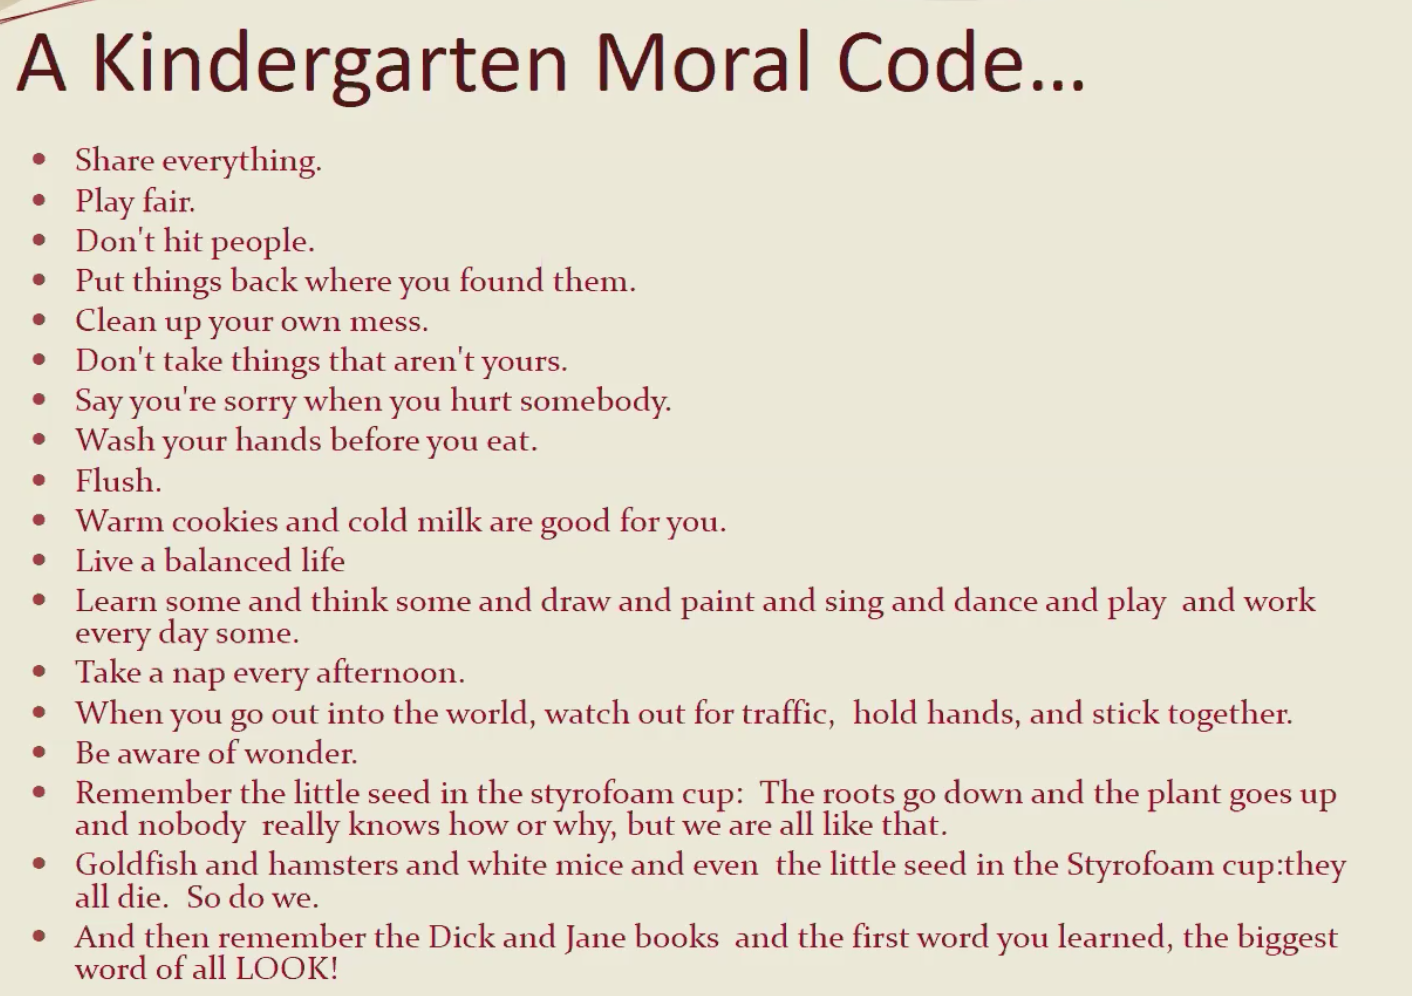 A Kindergarten Moral Code...
• Share everything.
• Play fair.
• Don't hit people.
• Put things back where you found them.
• Clean up your own mess.
• Don't take things that aren't yours.
• Say you're sorry when you hurt somebody.
• Wash your hands before you eat.
• Flush.
• Warm cookies and cold milk are good for you.
• Live a balanced life
• Learn some and think some and draw and paint and sing and dance and play  and work
every day some.
• Take a nap every afternoon.
• When you go out into the world, watch out for traffic,  hold hands, and stick together.
• Be aware of wonder.
• Remember the little seed in the styrofoam cup:  The roots go down and the plant goes up
and nobody  really knows how or why, but we are all like that.
• Goldfish and hamsters and white mice and even  the little seed in the Styrofoam cup:they
all die.  So do we.
• And then remember the Dick and Jane books  and the first word you learned, the biggest
word of all LOOK!